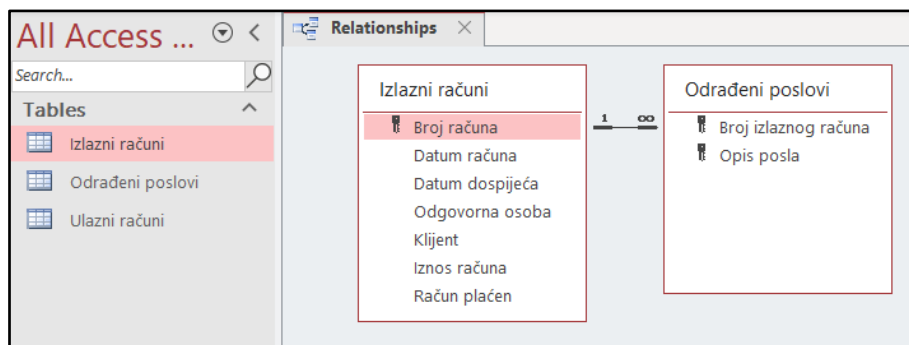 All Access ...
Search...
Tables
Izlazni računi
Odrađeni poslovi
Ulazni računi
Relationships
Izlazni računi
Broj računa
Datum računa
Datum dospijeća
Odgovorna osoba
Klijent
Iznos računa
Račun plaćen
1 ∞
Odrađeni poslovi
Broj izlaznog računa
Opis posla